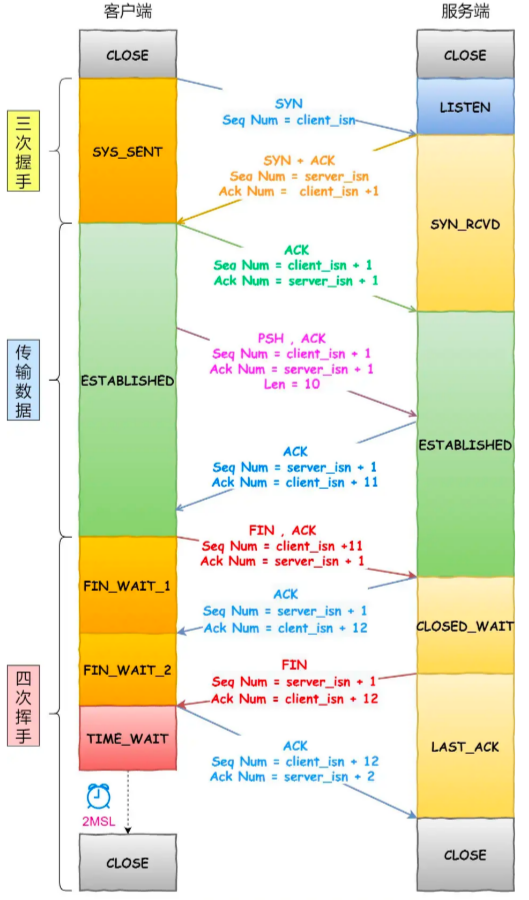 客户端
服务端
CLOSE
CLOSE
三次握手
SYS_SENT
LISTEN
SYN
Seq Num = client_isn
SYN + ACK
Sea Num = server_isn
Ack Num = client_isn +1
SYN_RCVD
ACK
Sea Num = client_isn + 1
Ack Num = server_isn + 1
传输数据
ESTABLISHED
PSH , ACK
Seq Num = client_isn + 1
Ack Num = server_isn + 1
Len = 10
ESTABLISHED
ACK
Seq Num = server_isn + 1
Ack Num = client_isn + 11
四次挥手
FIN_WAIT_1
FIN , ACK
Seq Num = client_isn +11
Ack Num = server_isn + 1
CLOSED_WAIT
ACK
Seq Num = server_isn + 1
Ack Num = clent_isn + 12
FIN_WAIT_2
FIN
Seq Num = server_isn + 1
Ack Num = client_isn + 12
TIME_WAIT
LAST_ACK
ACK
Seq Num = client_isn + 12
Ack Num = server_isn + 2
2MSL
CLOSE
CLOSE